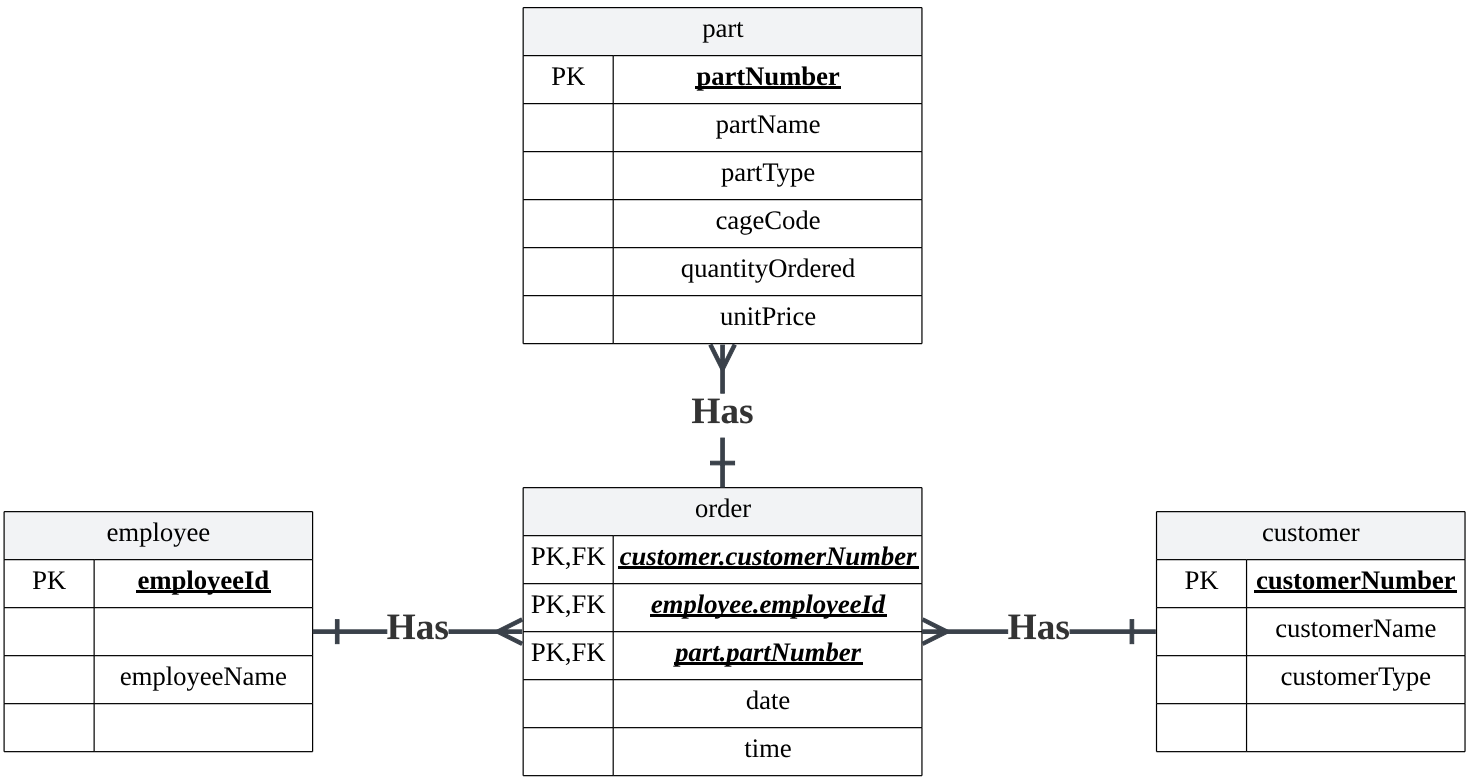 part
PK partNumber
partName
partType
cageCode
quantityOrdered
unitPrice
Has
employee
PK employeeId
employeeName
Has
order
PK,FK customer.customerNumber
PK,FK employee.employeeId
PK,FK part.partNumber
date
time
Has
customer
PK customerNumber
customerName
customerType